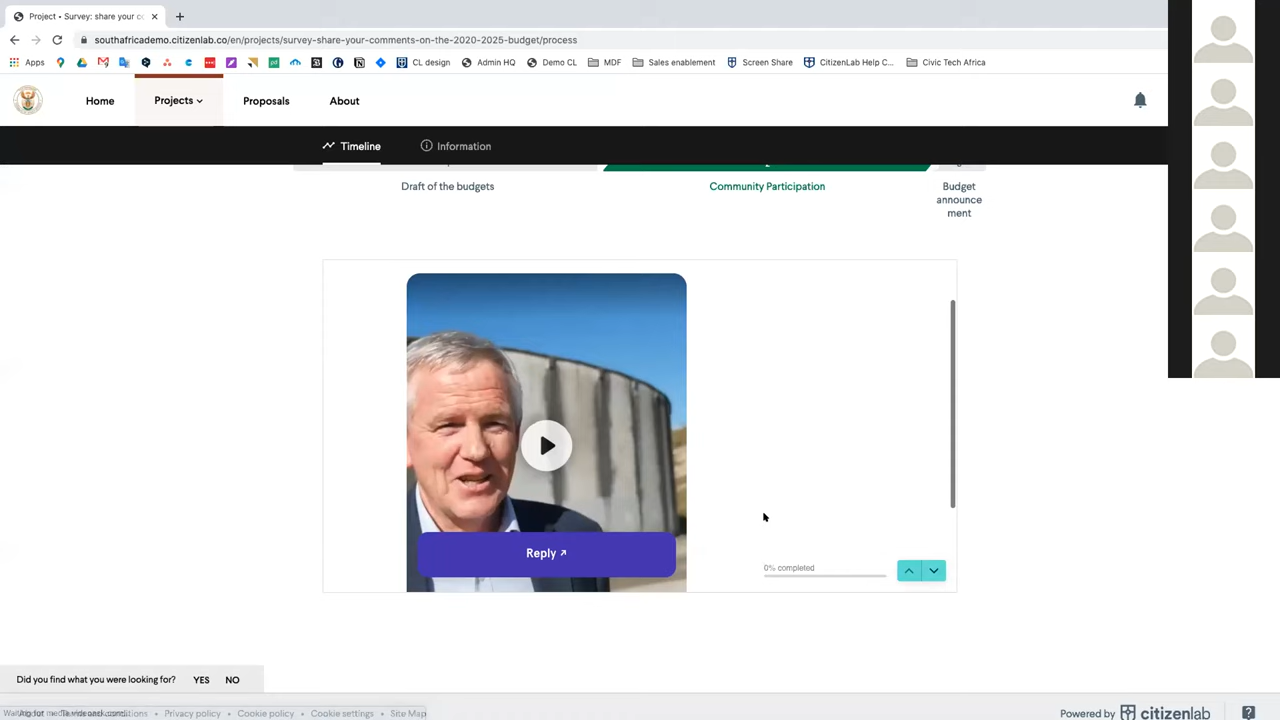 Project • Survey: share your co
southafricademo.citizenlab.co/en/projects/survey-share-your-comments-on-the-2020-2025-budget/process
Apps CL design Admin HQ Demo CL MDF Sales enablement Screen Share CitizenLab Help C... Civic Tech Africa
Home Projects Proposals About
Timeline Information
Draft of the budgets
Community Participation
Budget
announce
ment
Reply
0% completed
Did you find what you were looking for? YES NO
Privacy policy • Cookie policy • Cookie settings • Site Map
Powered by citizenlab